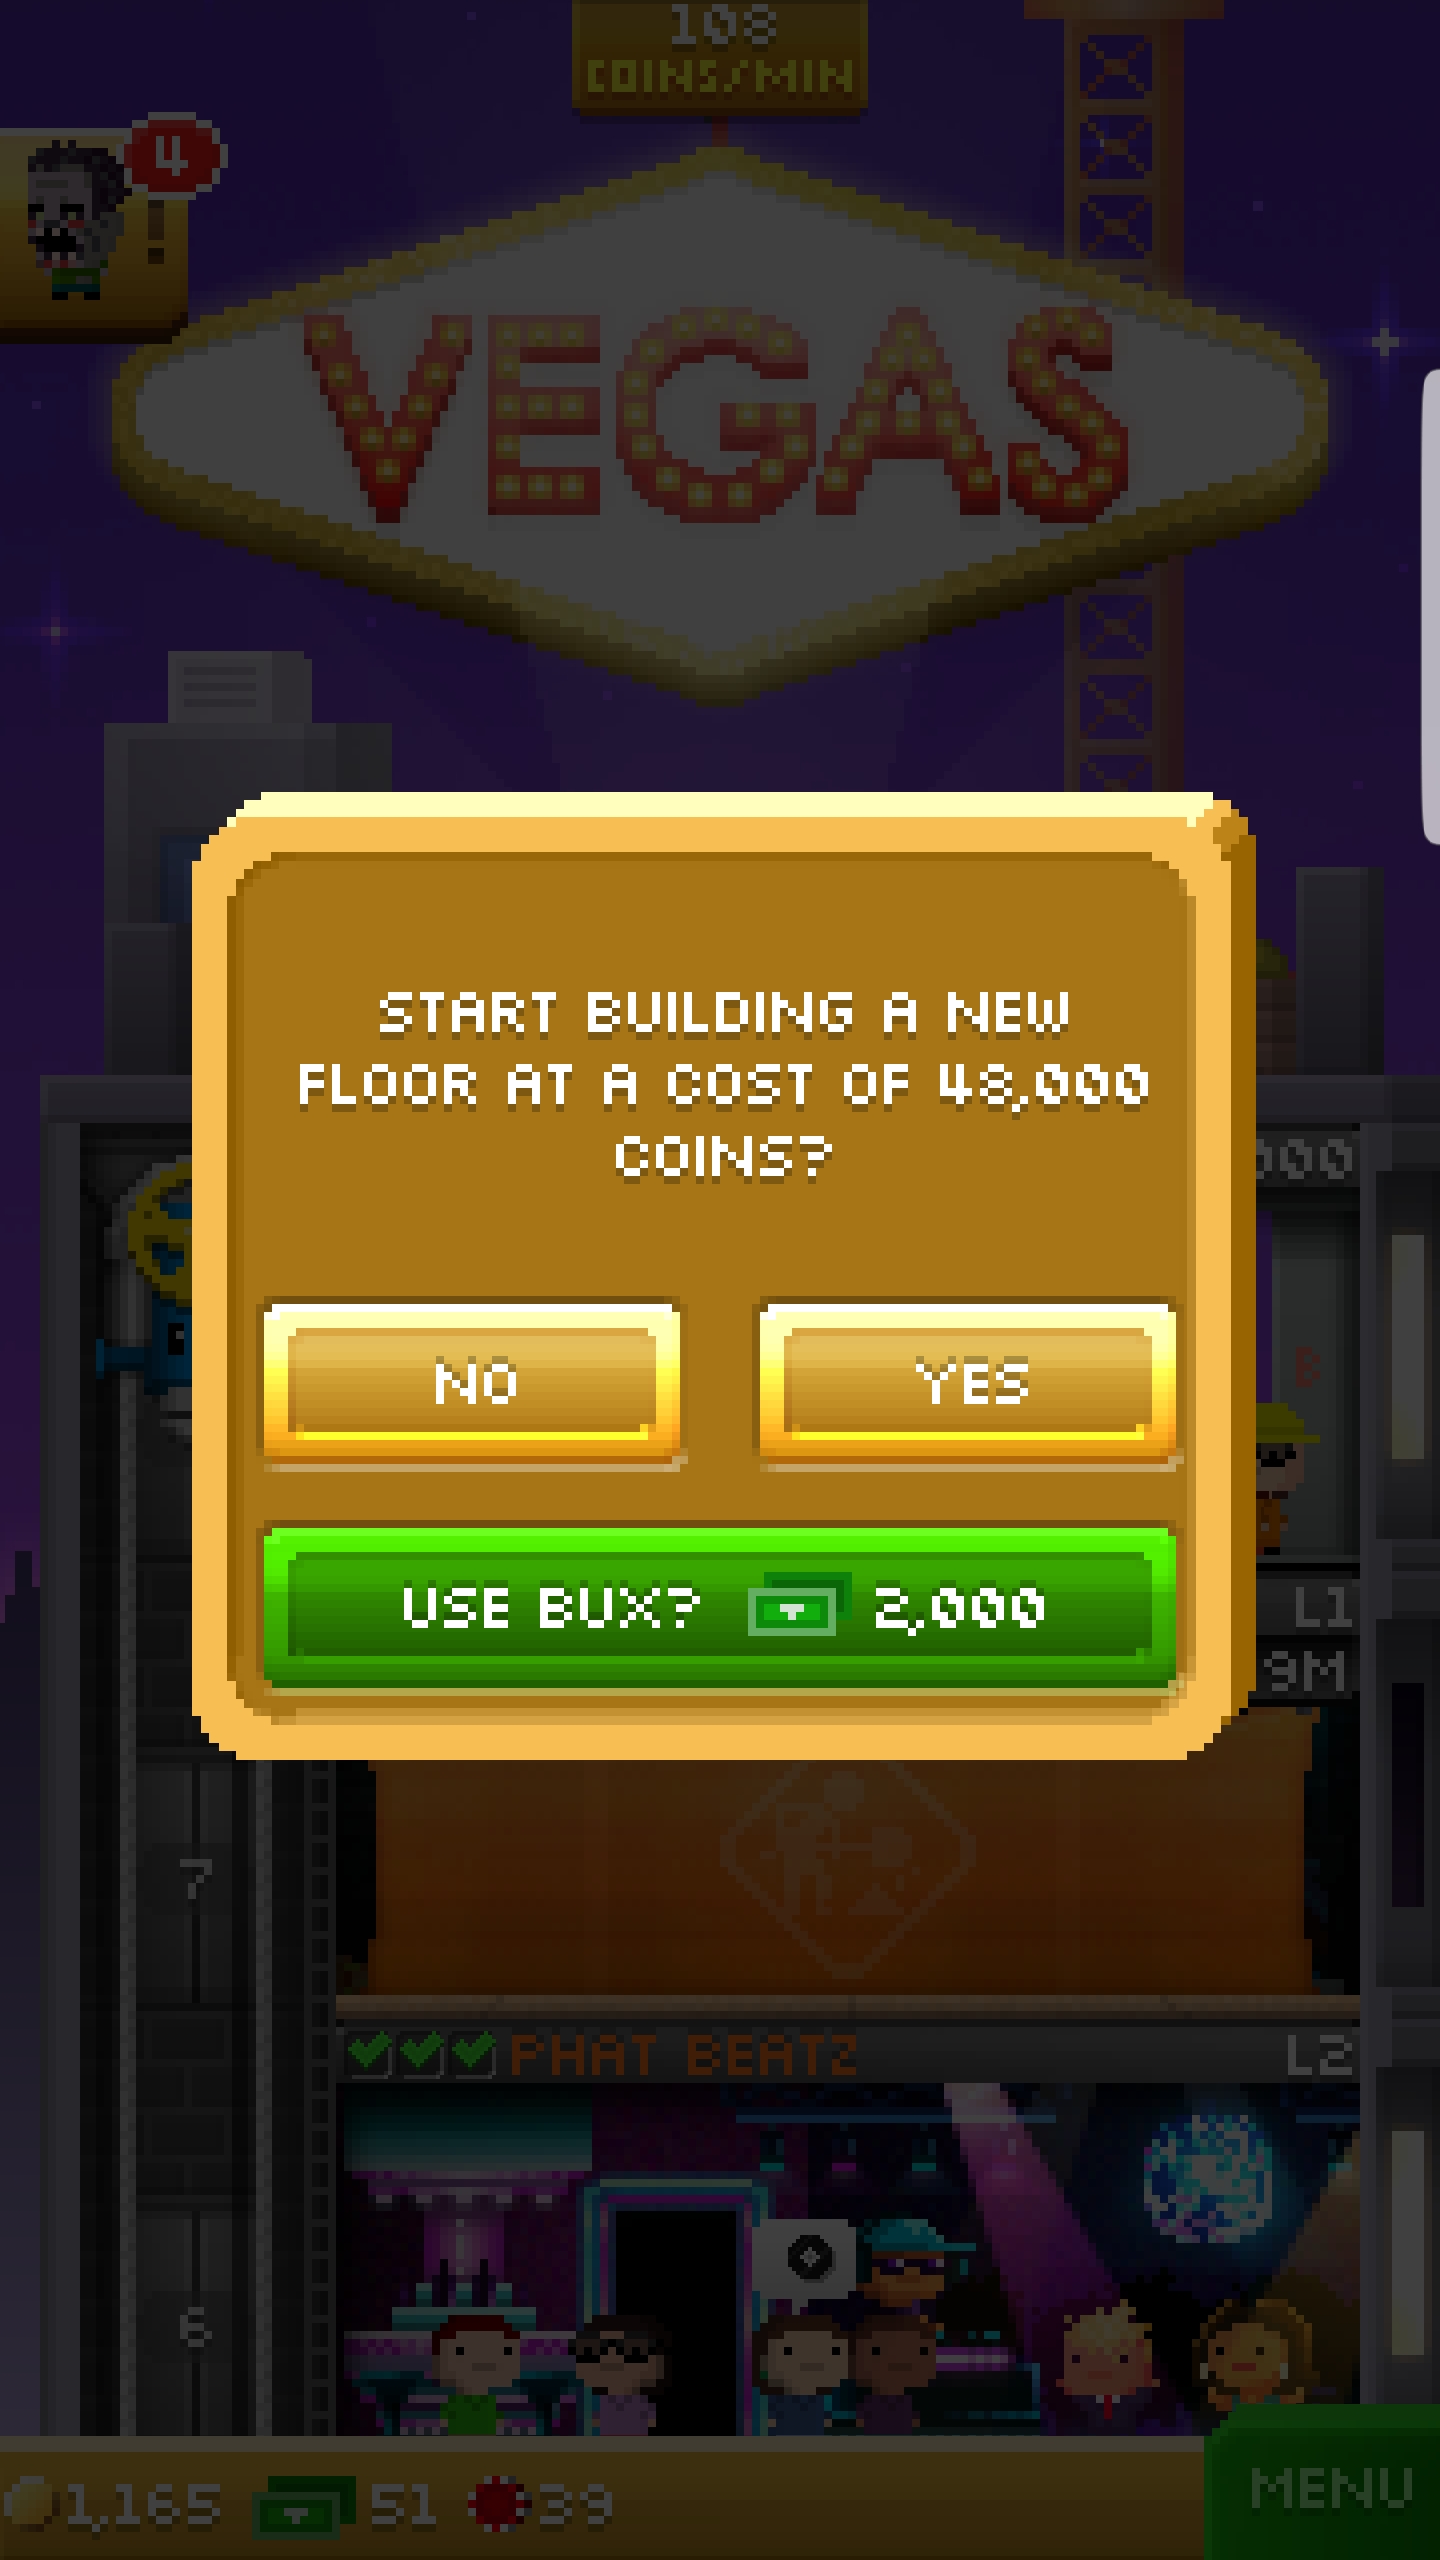 108
COINS/MIN
4
!
VEGAS
START BUILDING A NEW
FLOOR AT A COST OF 48,000
COINS?
000
NO
YES
B
USE BUX? 2,000
L1
9M
7
PHAT BEATZ L2
6
1,165 51 39
MENU